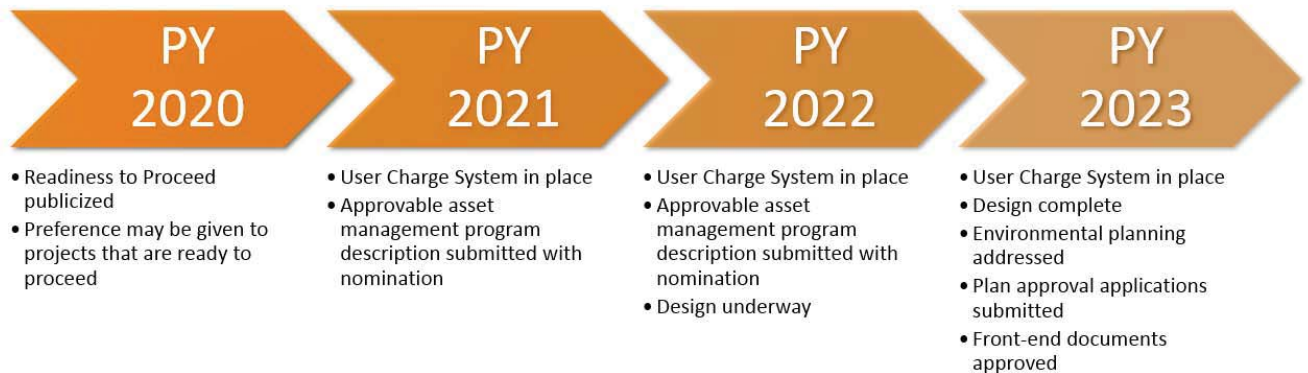 PY
2020
• Readiness to Proceed
publicized
• Preference may be given to
projects that are ready to
proceed
PY
2021
• User Charge System in place
• Approvable asset
management program
description submitted with
nomination
PY
2022
• User Charge System in place
• Approvable asset
management program
description submitted with
nomination
• Design underway
PY
2023
• User Charge System in place
• Design complete
• Environmental planning
addressed
• Plan approval applications
submitted
• Front-end documents
approved